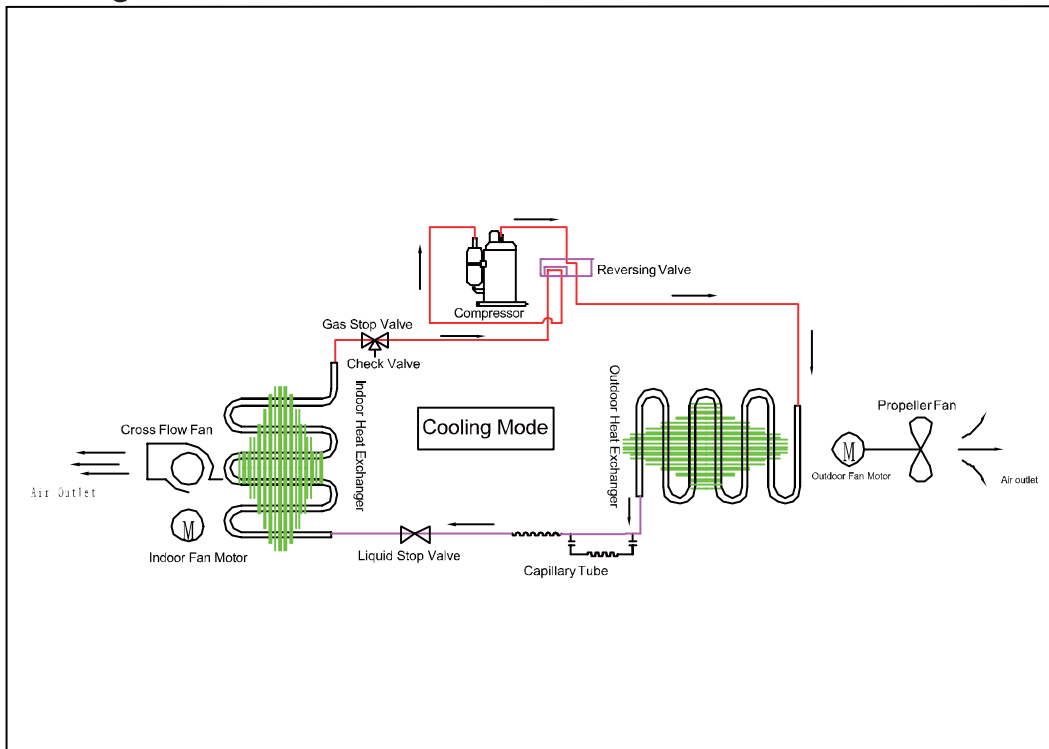 Reversing Valve
Compressor
Gas Stop Valve
Check Valve
Indoor Heat Exchanger
Outdoor Heat Exchanger
Cooling Mode
Propeller Fan
Cross Flow Fan
M
Outdoor Fan Motor
Air outlet
Air Outlet
M
Indoor Fan Motor
Liquid Stop Valve
Capillary Tube